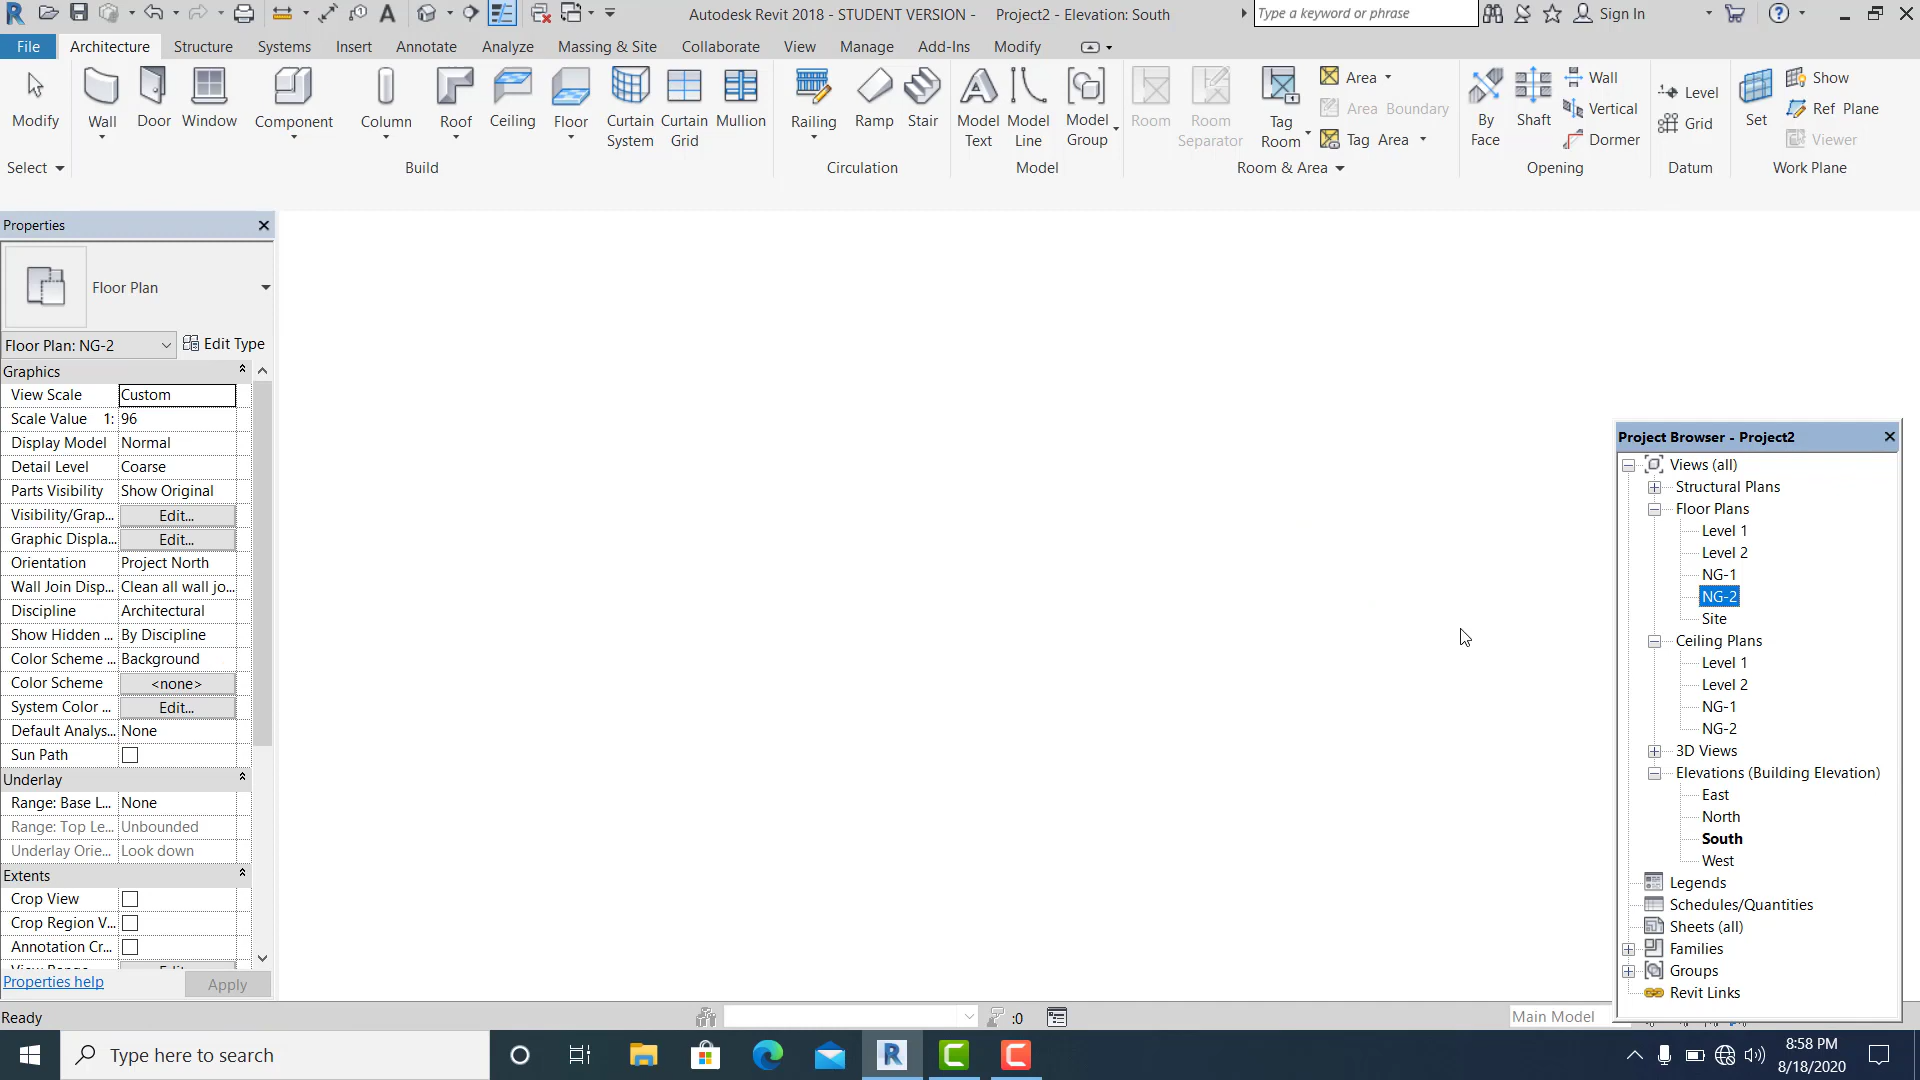 Autodesk Revit 2018 - STUDENT VERSION - Project2 - Elevation: South
Type a keyword or phrase
Sign In
File Architecture Structure Systems Insert Annotate Analyze Massing & Site Collaborate View Manage Add-Ins Modify
Modify
Wall
Door
Window
Component
Column
Roof
Ceiling
Floor
Curtain System
Curtain Grid
Mullion
Railing
Ramp
Stair
Model Text
Model Line
Model Group
Room
Room Separator
Tag Room
Area
Area Boundary
Tag Area
By Face
Shaft
Wall
Vertical
Dormer
Level
Grid
Set
Show
Ref Plane
Viewer
Select
Build
Circulation
Model
Room & Area
Opening
Datum
Work Plane
Properties
Floor Plan
Floor Plan: NG-2
Edit Type
Graphics
View Scale Custom
Scale Value 1: 96
Display Model Normal
Detail Level Coarse
Parts Visibility Show Original
Visibility/Grap... Edit...
Graphic Displa... Edit...
Orientation Project North
Wall Join Disp... Clean all wall jo...
Discipline Architectural
Show Hidden ... By Discipline
Color Scheme ... Background
Color Scheme <none>
System Color ... Edit...
Default Analys... None
Sun Path
Underlay
Range: Base L... None
Range: Top Le... Unbounded
Underlay Orie... Look down
Extents
Crop View
Crop Region V...
Annotation Cr...
Properties help
Apply
Project Browser - Project2
Views (all)
Structural Plans
Floor Plans
Level 1
Level 2
NG-1
NG-2
Site
Ceiling Plans
Level 1
Level 2
NG-1
NG-2
3D Views
Elevations (Building Elevation)
East
North
South
West
Legends
Schedules/Quantities
Sheets (all)
Families
Groups
Revit Links
Ready
:0
Main Model
Type here to search
8:58 PM
8/18/2020